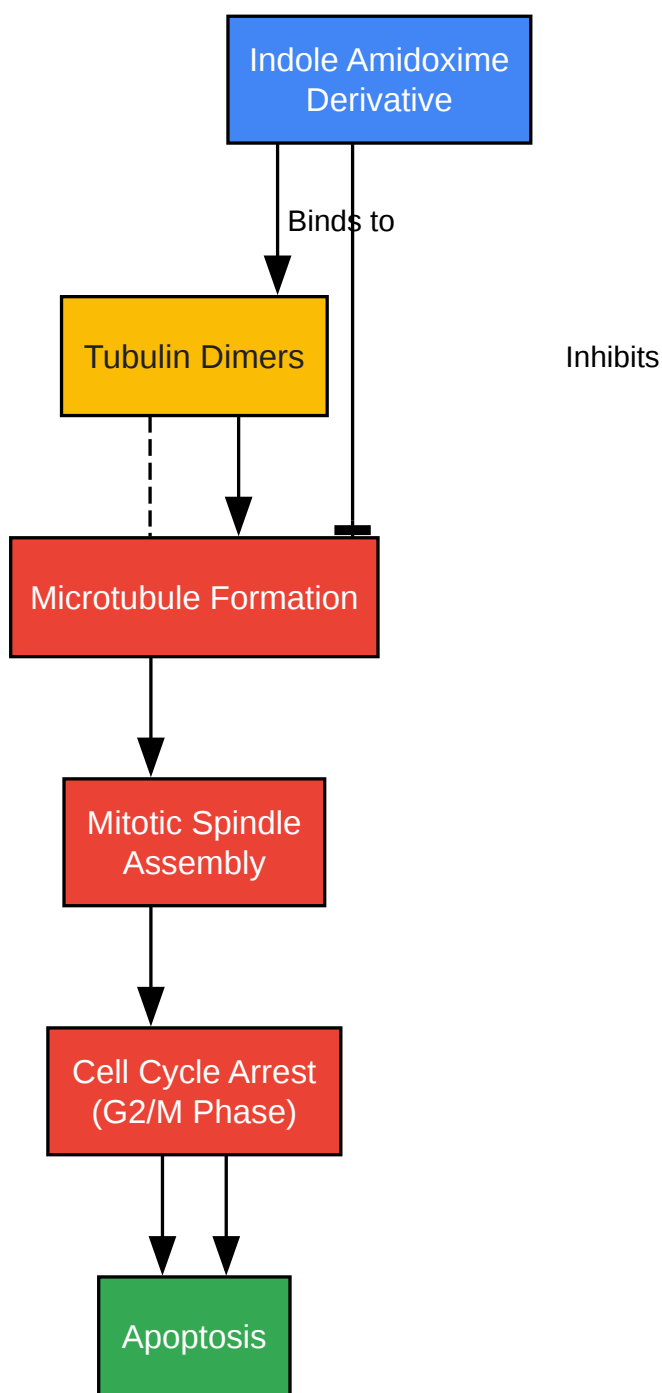 Indole Amidoxime
Derivative
Binds to
Tubulin Dimers
Inhibits
Microtubule Formation
Mitotic Spindle
Assembly
Cell Cycle Arrest
(G2/M Phase)
Apoptosis